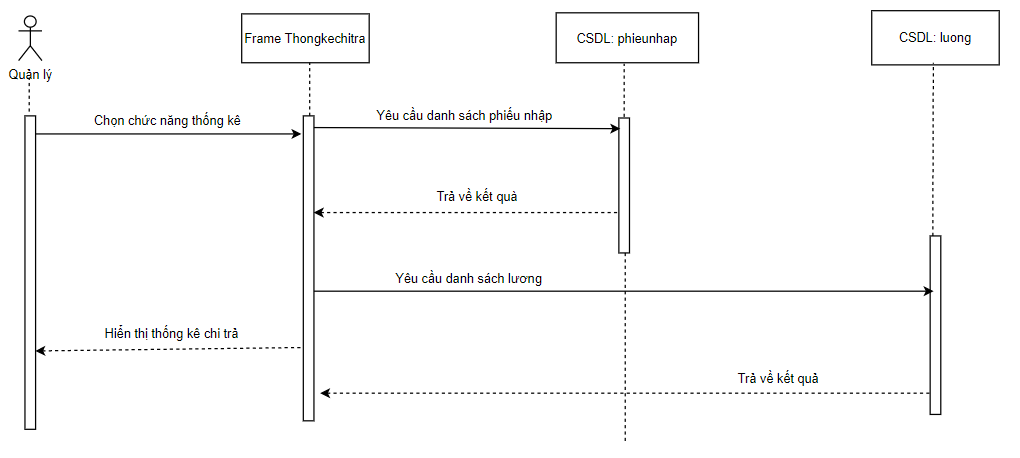 Quản lý
Frame Thongkechitra
CSDL: phieunhap
CSDL: luong
Chọn chức năng thống kê
Yêu cầu danh sách phiếu nhập
Trả về kết quả
Yêu cầu danh sách lương
Hiển thị thống kê chi trả
Trả về kết quả